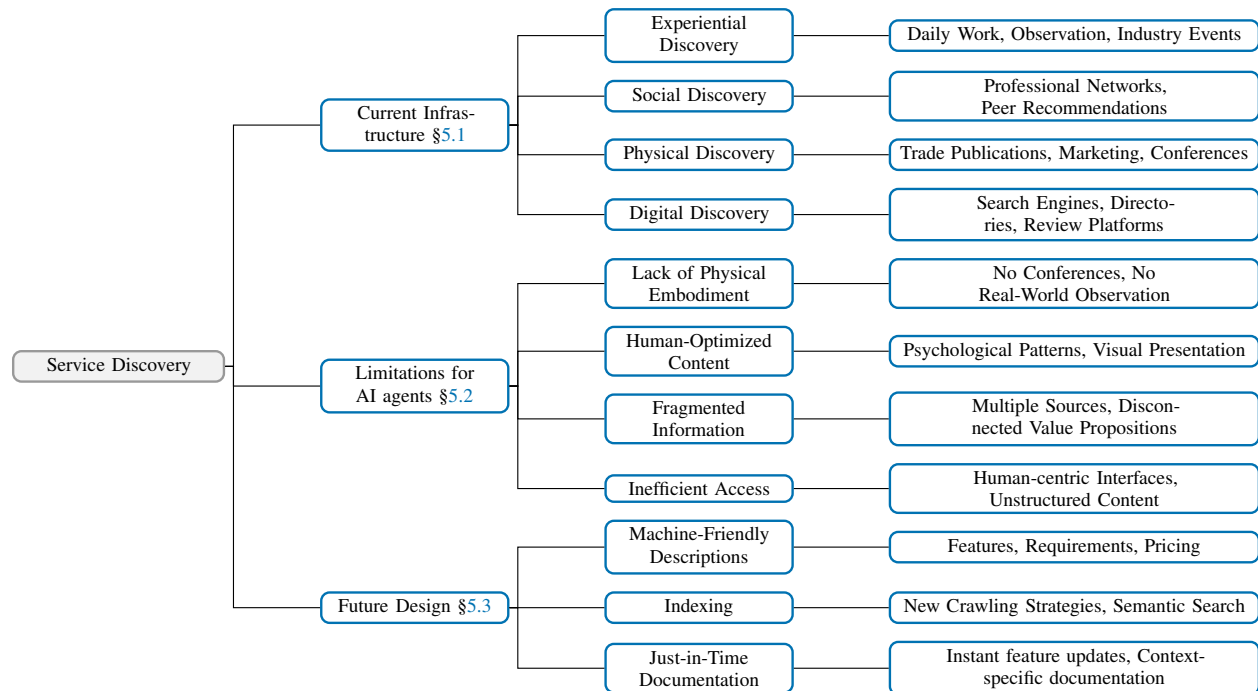 Experiential
Discovery
Daily Work, Observation, Industry Events
Social Discovery
Professional Networks,
Peer Recommendations
Current Infras-
tructure §5.1
Physical Discovery
Trade Publications, Marketing, Conferences
Digital Discovery
Search Engines, Directo-
ries, Review Platforms
Lack of Physical
Embodiment
No Conferences, No
Real-World Observation
Service Discovery
Human-Optimized
Content
Psychological Patterns, Visual Presentation
Limitations for
AI agents §5.2
Fragmented
Information
Multiple Sources, Discon-
nected Value Propositions
Inefficient Access
Human-centric Interfaces,
Unstructured Content
Machine-Friendly
Descriptions
Features, Requirements, Pricing
Future Design §5.3
Indexing
New Crawling Strategies, Semantic Search
Just-in-Time
Documentation
Instant feature updates, Context-
specific documentation